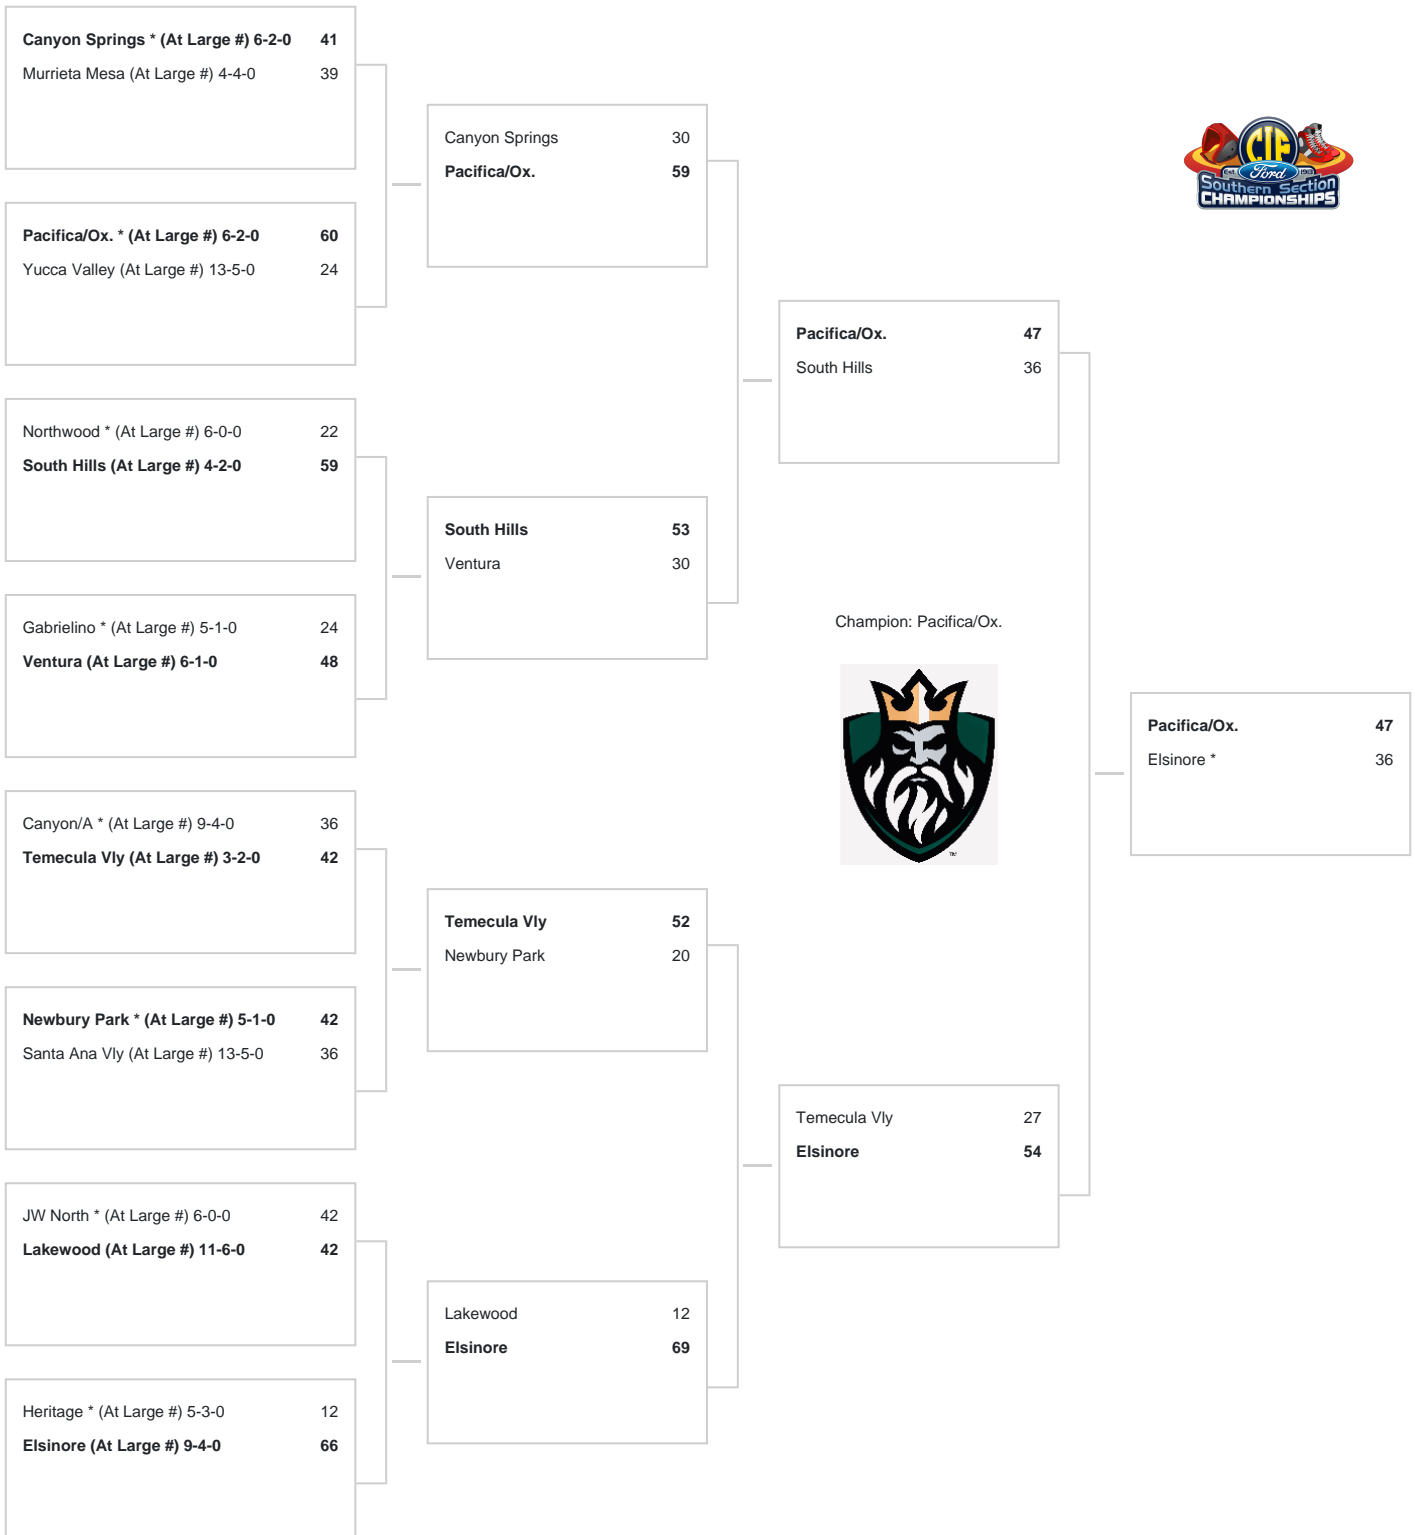 Canyon Springs * (At Large #) 6-2-0 41
Murrieta Mesa (At Large #) 4-4-0 39
Pacifica/Ox. * (At Large #) 6-2-0 60
Yucca Valley (At Large #) 13-5-0 24
Northwood * (At Large #) 6-0-0 22
South Hills (At Large #) 4-2-0 59
Gabrielino * (At Large #) 5-1-0 24
Ventura (At Large #) 6-1-0 48
Canyon/A * (At Large #) 9-4-0 36
Temecula Vly (At Large #) 3-2-0 42
Newbury Park * (At Large #) 5-1-0 42
Santa Ana Vly (At Large #) 13-5-0 36
JW North * (At Large #) 6-0-0 42
Lakewood (At Large #) 11-6-0 42
Heritage * (At Large #) 5-3-0 12
Elsinore (At Large #) 9-4-0 66
Canyon Springs 30
Pacifica/Ox. 59
South Hills 53
Ventura 30
Temecula Vly 52
Newbury Park 20
Lakewood 12
Elsinore 69
Pacifica/Ox. 47
South Hills 36
Temecula Vly 27
Elsinore 54
Champion: Pacifica/Ox.
Pacifica/Ox. 47
Elsinore * 36
CIF
Est. Ford 1913
Southern Section
CHAMPIONSHIPS